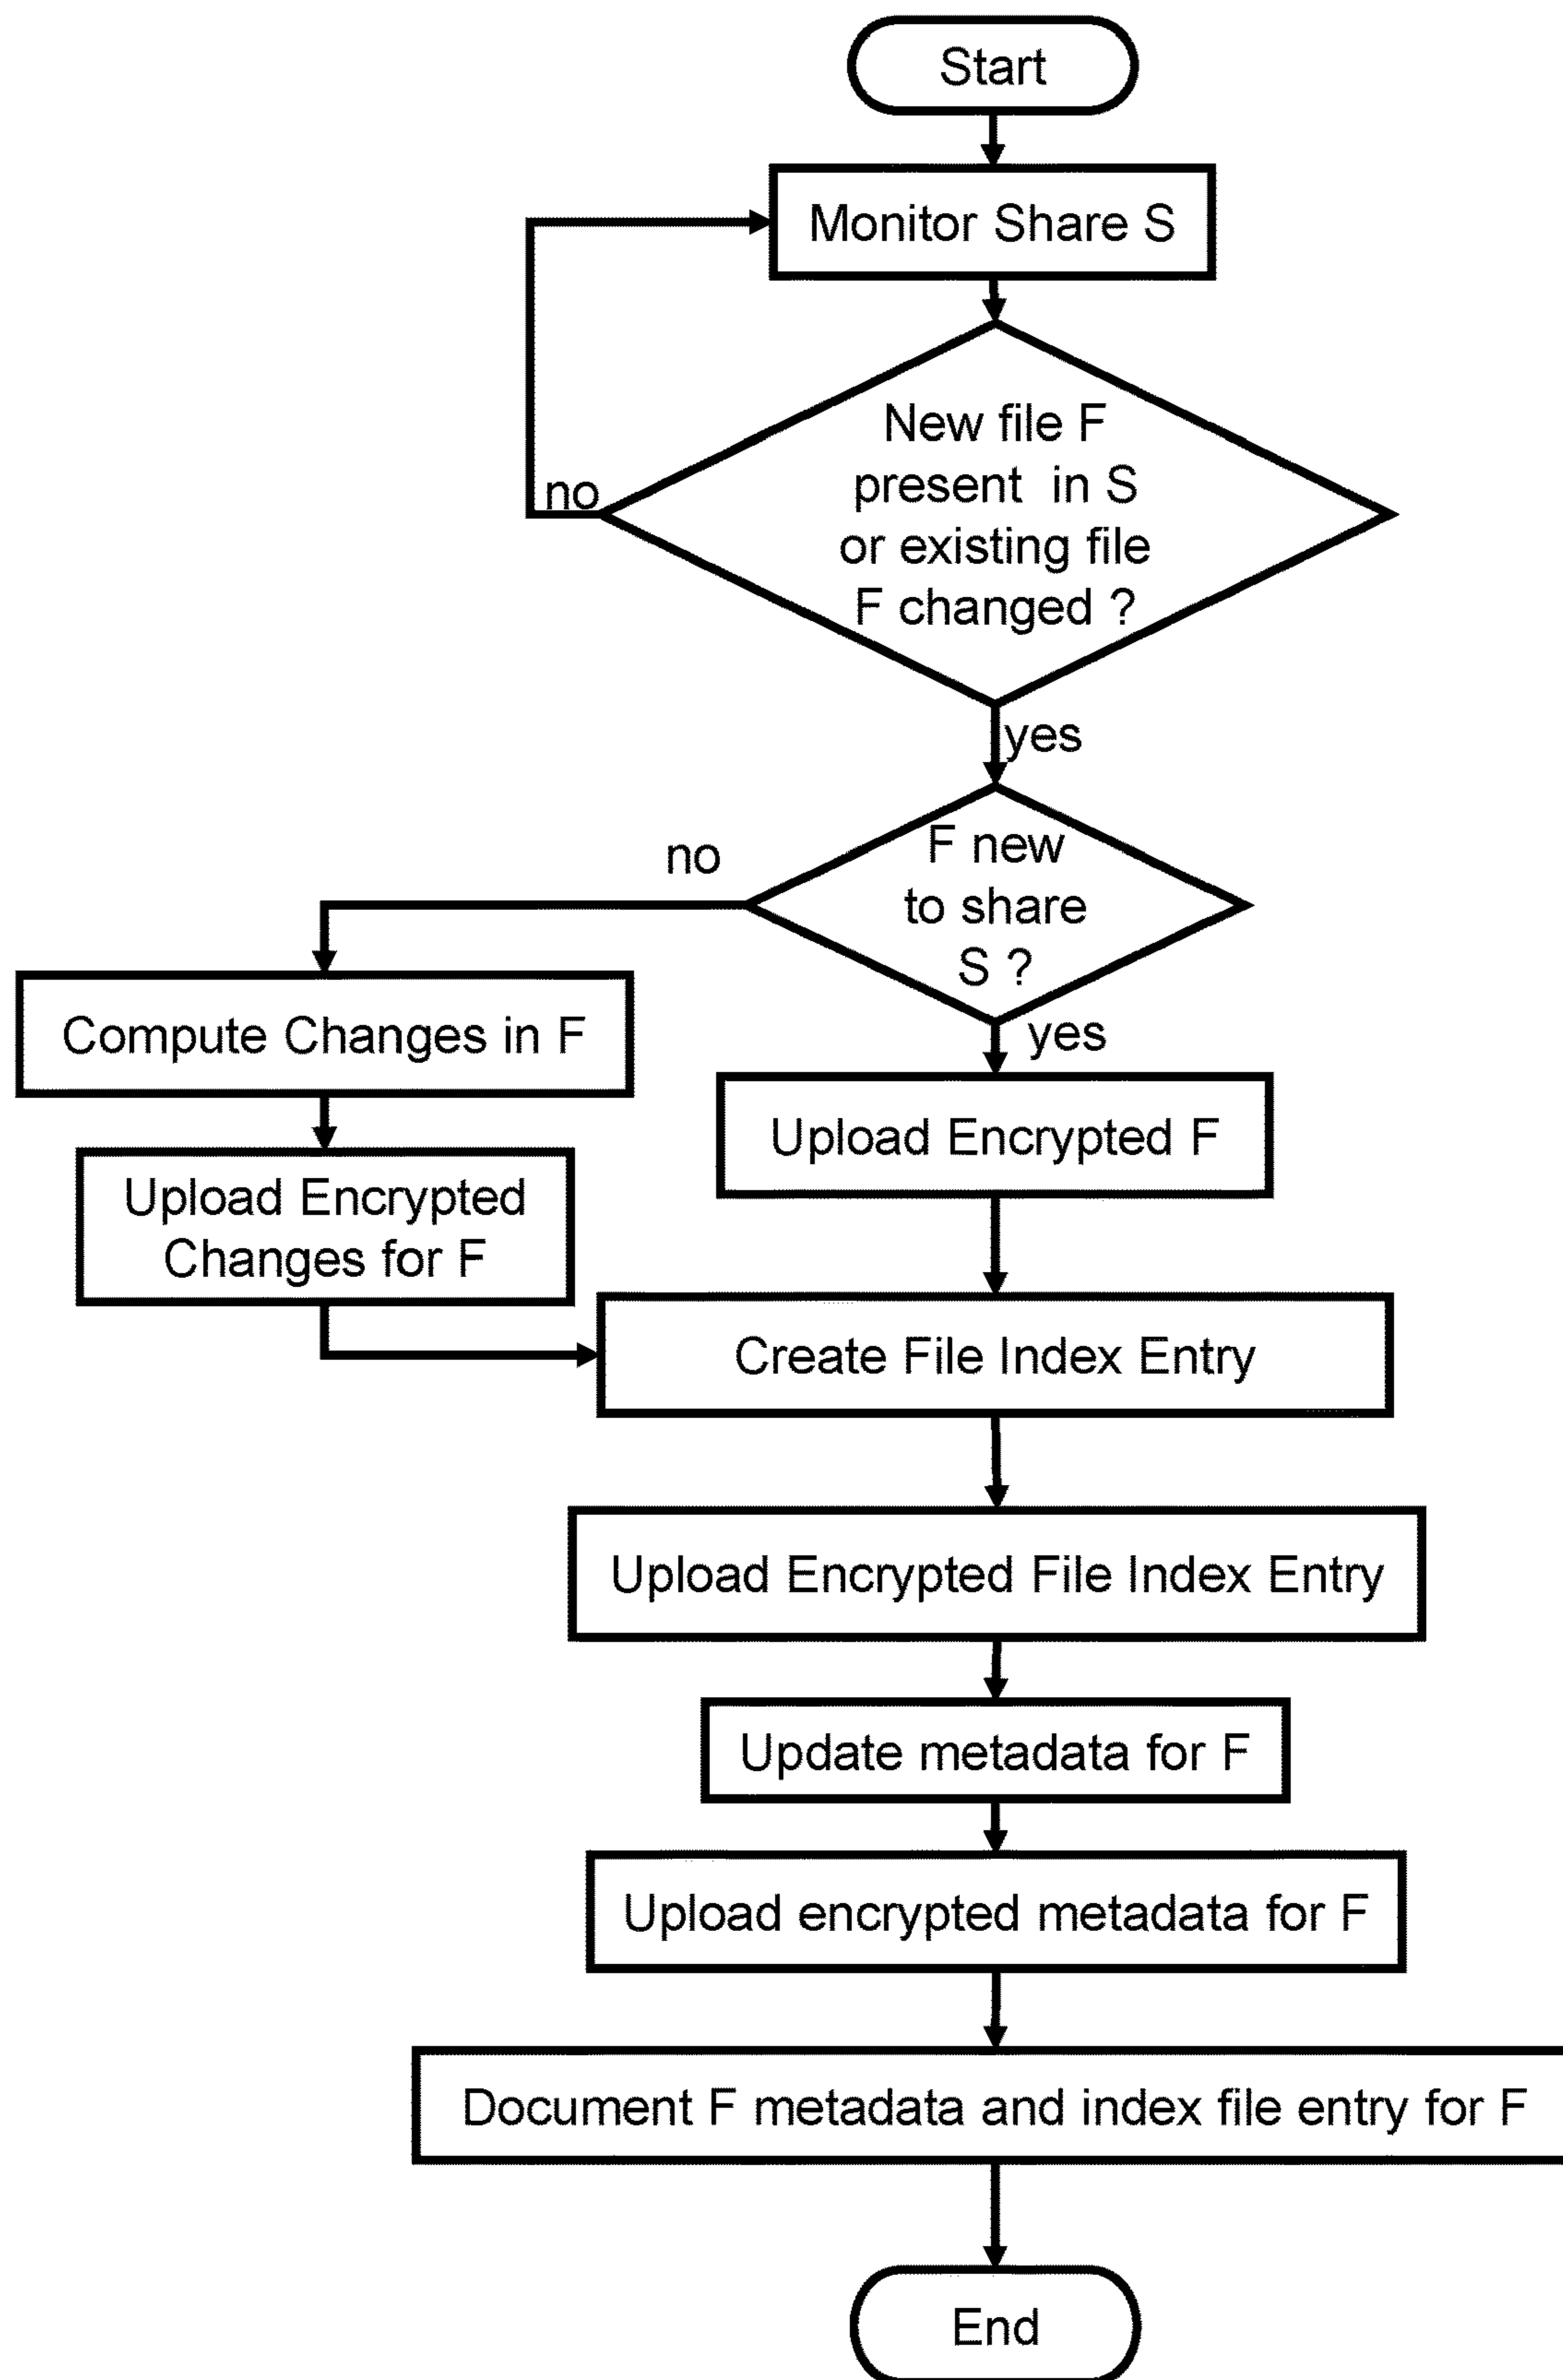 Start
Monitor Share S
New file F
present in S
or existing file
F changed ?
no
yes
F new
to share
S ?
no
yes
Compute Changes in F
Upload Encrypted F
Upload Encrypted
Changes for F
Create File Index Entry
Upload Encrypted File Index Entry
Update metadata for F
Upload encrypted metadata for F
Document F metadata and index file entry for F
End